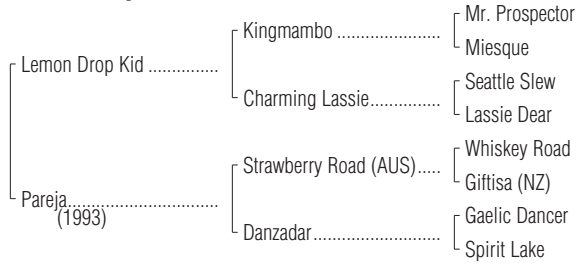 Mr. Prospector
Kingmambo ...................
Miesque
Lemon Drop Kid ...............
Seattle Slew
Charming Lassie...............
Lassie Dear
Whiskey Road
Strawberry Road (AUS).....
Giftisa (NZ)
Pareja................................
(1993)
Gaelic Dancer
Danzadar...........................
Spirit Lake